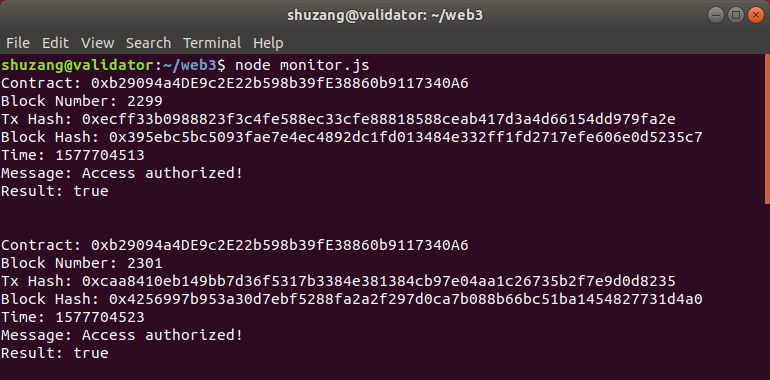 shuzang@validator: ~/web3
File Edit View Search Terminal Help
shuzang@validator:~/web3$ node monitor.js
Contract: 0xb29094a4DE9c2E22b598b39fE38860b9117340A6
Block Number: 2299
Tx Hash: 0xecff33b0988823f3c4fe588ec33cfe88818588ceab417d3a4d66154dd979fa2e
Block Hash: 0x395ebc5bc5093fae7e4ec4892dc1fd013484e332ff1fd2717efe606e0d5235c7
Time: 1577704513
Message: Access authorized!
Result: true
Contract: 0xb29094a4DE9c2E22b598b39fE38860b9117340A6
Block Number: 2301
Tx Hash: 0xcaa8410eb149bb7d36f5317b3384e381384cb97e04aa1c26735b2f7e9d0d8235
Block Hash: 0x4256997b953a30d7ebf5288fa2a2f297d0ca7b088b66bc51ba1454827731d4a0
Time: 1577704523
Message: Access authorized!
Result: true